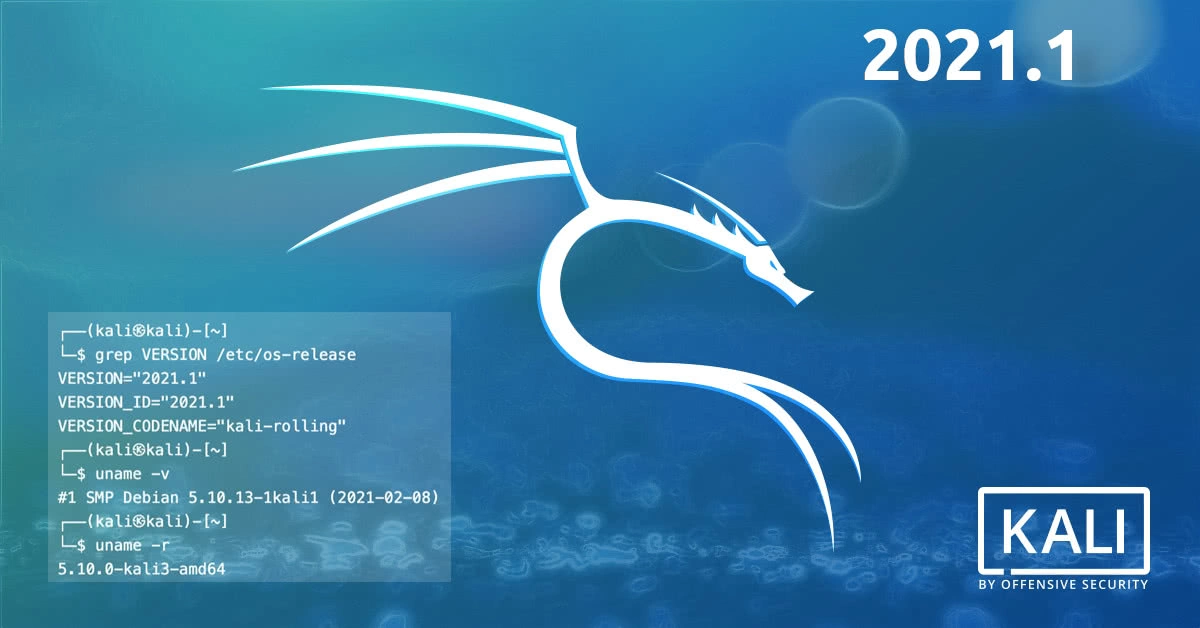 2021.1
┌──(kali㉿kali)-[~]
└─$ grep VERSION /etc/os-release
VERSION="2021.1"
VERSION_ID="2021.1"
VERSION_CODENAME="kali-rolling"
┌──(kali㉿kali)-[~]
└─$ uname -v
#1 SMP Debian 5.10.13-1kali1 (2021-02-08)
┌──(kali㉿kali)-[~]
└─$ uname -r
5.10.0-kali3-amd64
KALI
BY OFFENSIVE SECURITY